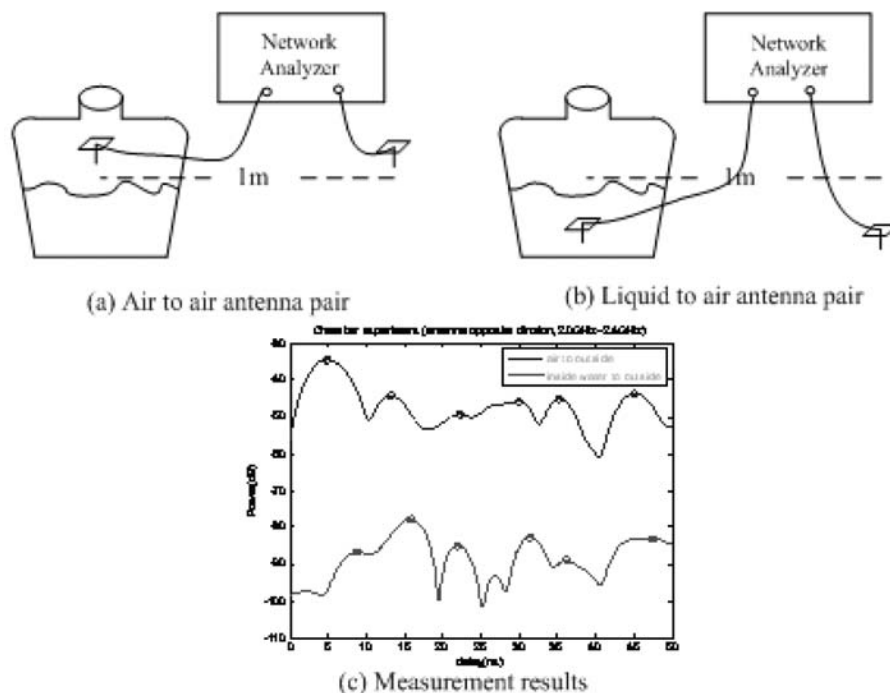 Network
Analyzer
1m
(a) Air to air antenna pair
Network
Analyzer
1m
(b) Liquid to air antenna pair
air to outside
inside water to outside
-40
-50
-60
-70
-80
-90
-100
-110
0 5 10 15 20 25 30 35 40 45 50
Power(dB)
(c) Measurement results